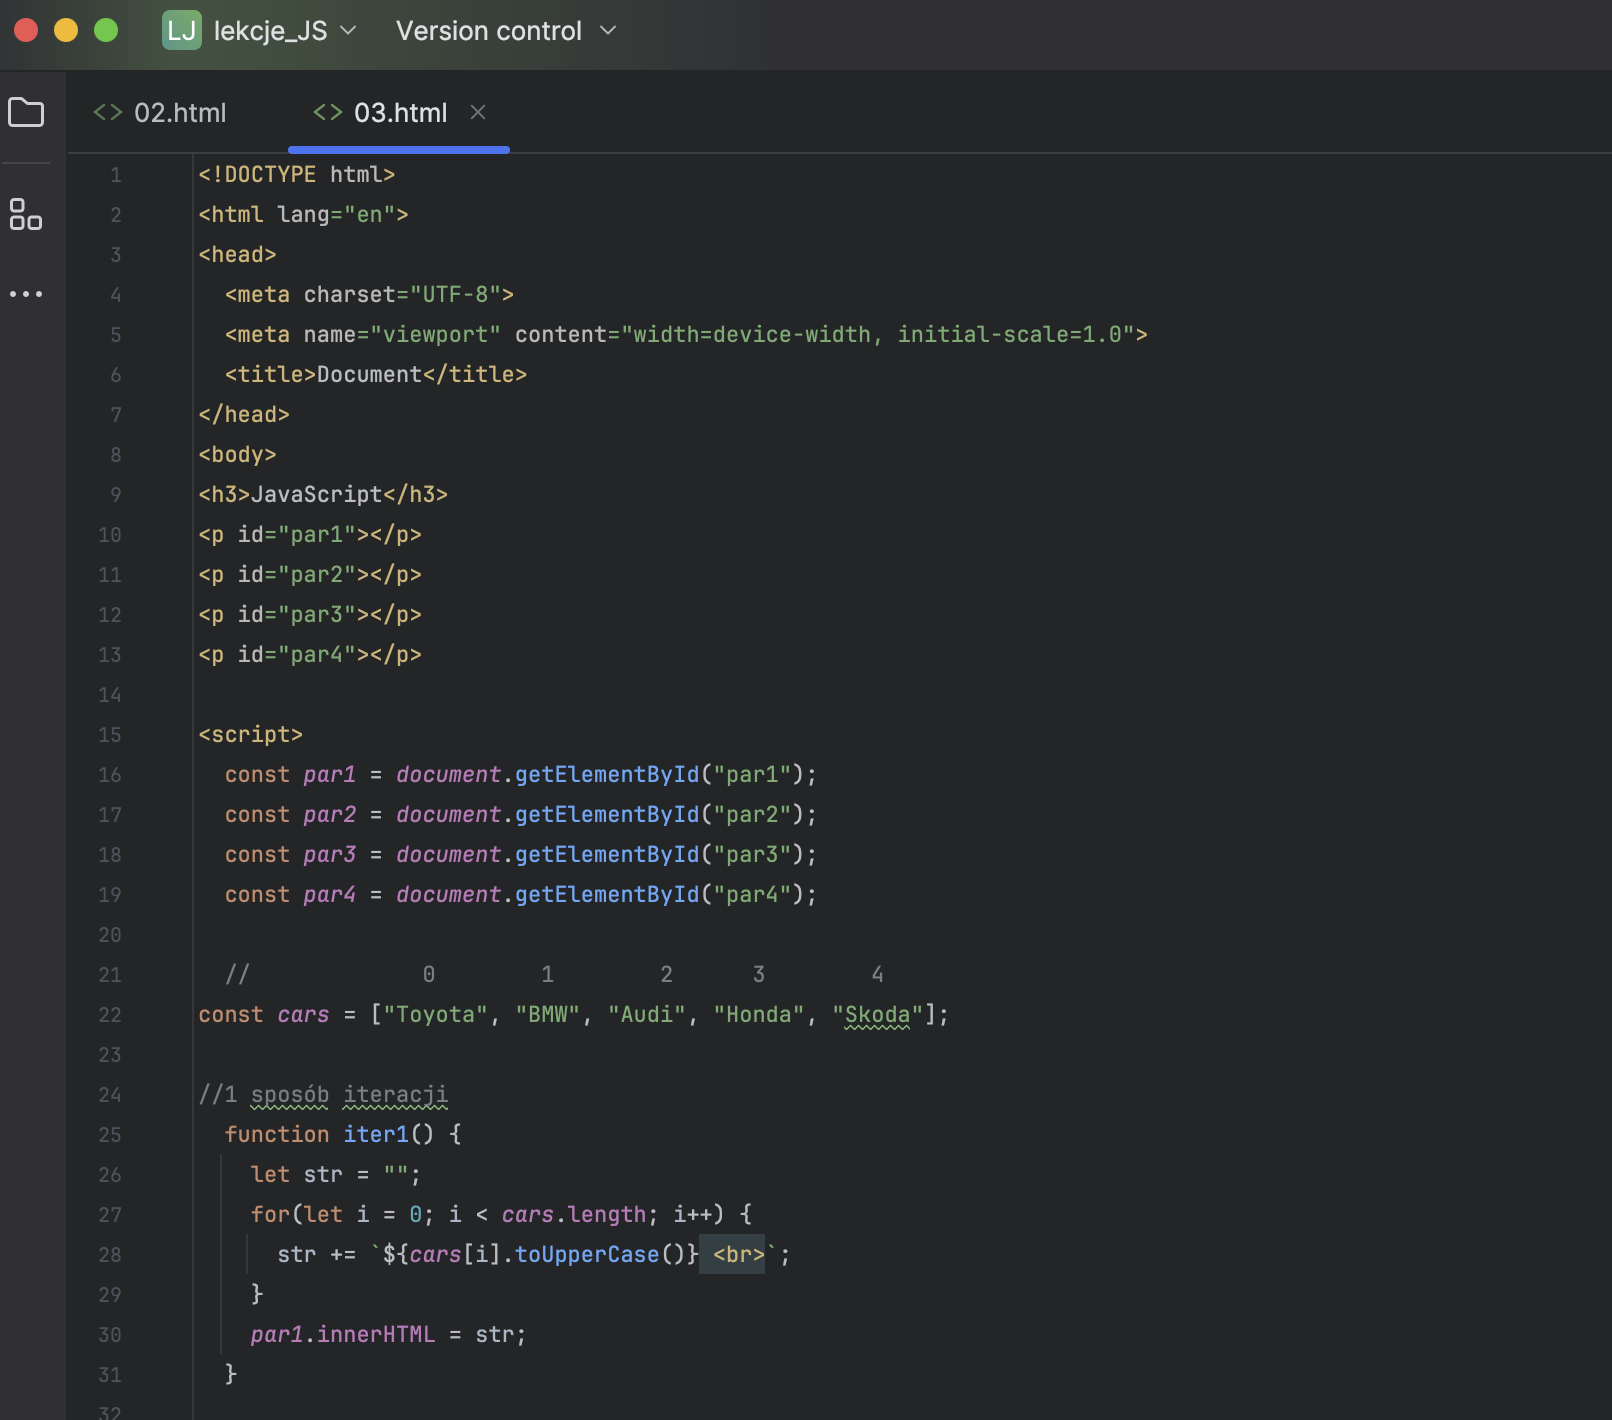 LJ lekcje_JS Version control
<> 02.html <> 03.html ×
1 <!DOCTYPE html>
2 <html lang="en">
3 <head>
4   <meta charset="UTF-8">
5   <meta name="viewport" content="width=device-width, initial-scale=1.0">
6   <title>Document</title>
7 </head>
8 <body>
9 <h3>JavaScript</h3>
10 <p id="par1"></p>
11 <p id="par2"></p>
12 <p id="par3"></p>
13 <p id="par4"></p>
14
15 <script>
16   const par1 = document.getElementById("par1");
17   const par2 = document.getElementById("par2");
18   const par3 = document.getElementById("par3");
19   const par4 = document.getElementById("par4");
20
21   //             0        1        2      3        4
22 const cars = ["Toyota", "BMW", "Audi", "Honda", "Skoda"];
23
24 //1 sposób iteracji
25   function iter1() {
26     let str = "";
27     for(let i = 0; i < cars.length; i++) {
28       str += `${cars[i].toUpperCase()} <br>`;
29     }
30     par1.innerHTML = str;
31   }
32